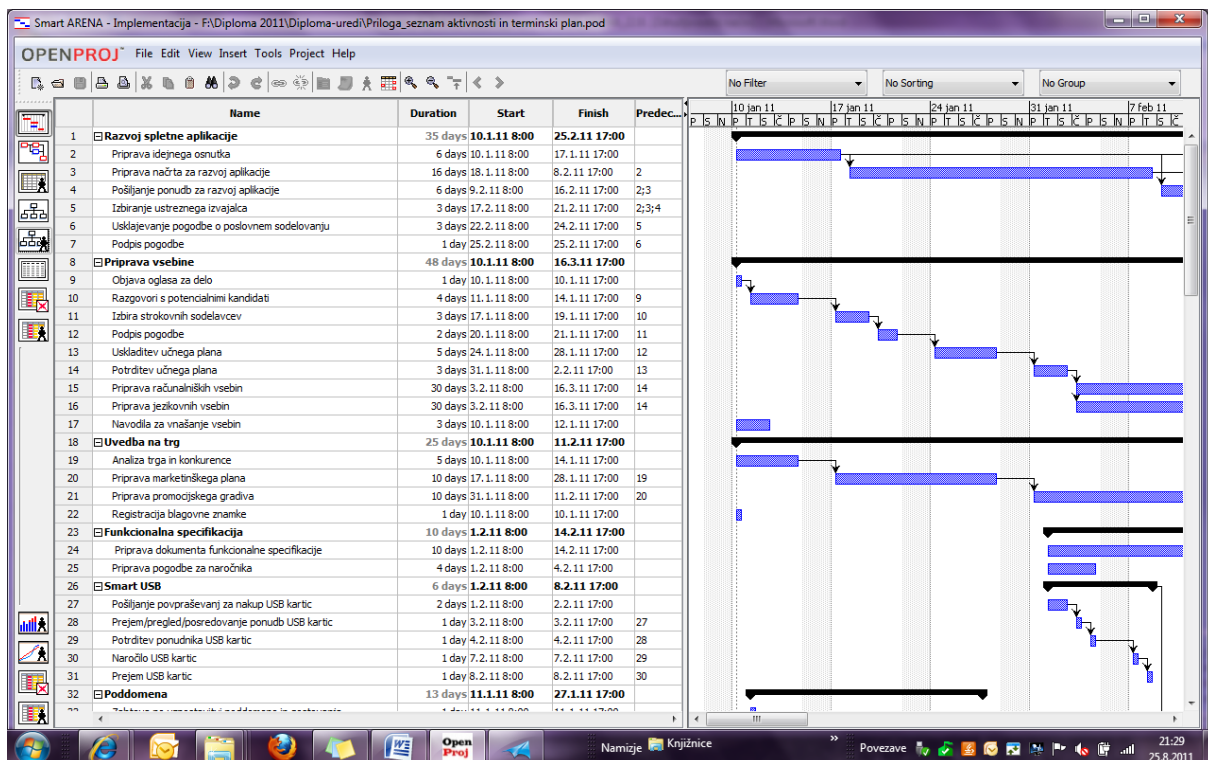 Smart ARENA - Implementacija - F:\Diploma 2011\Diploma-uredi\Priloga_seznam aktivnosti in terminski plan.pod
OPENPROJ™ File Edit View Insert Tools Project Help
No Filter No Sorting No Group
Name Duration Start Finish Predec... 10 jan 11 17 jan 11 24 jan 11 31 jan 11 7 feb 11
P S N P T S Č P S N P T S Č P S N P T S Č P S N P T S Č P S N P T S Č
1 Razvoj spletne aplikacije 35 days 10.1.11 8:00 25.2.11 17:00
2 Priprava idejnega osnutka 6 days 10.1.11 8:00 17.1.11 17:00
3 Priprava načrta za razvoj aplikacije 16 days 18.1.11 8:00 8.2.11 17:00 2
4 Pošiljanje ponudb za razvoj aplikacije 6 days 9.2.11 8:00 16.2.11 17:00 2;3
5 Izbiranje ustreznega izvajalca 3 days 17.2.11 8:00 21.2.11 17:00 2;3;4
6 Usklajevanje pogodbe o poslovnem sodelovanju 3 days 22.2.11 8:00 24.2.11 17:00 5
7 Podpis pogodbe 1 day 25.2.11 8:00 25.2.11 17:00 6
8 Priprava vsebine 48 days 10.1.11 8:00 16.3.11 17:00
9 Objava oglasa za delo 1 day 10.1.11 8:00 10.1.11 17:00
10 Razgovori s potencialnimi kandidati 4 days 11.1.11 8:00 14.1.11 17:00 9
11 Izbira strokovnih sodelavcev 3 days 17.1.11 8:00 19.1.11 17:00 10
12 Podpis pogodbe 2 days 20.1.11 8:00 21.1.11 17:00 11
13 Uskladitev učnega plana 5 days 24.1.11 8:00 28.1.11 17:00 12
14 Potrditev učnega plana 3 days 31.1.11 8:00 2.2.11 17:00 13
15 Priprava računalniških vsebin 30 days 3.2.11 8:00 16.3.11 17:00 14
16 Priprava jezikovnih vsebin 30 days 3.2.11 8:00 16.3.11 17:00 14
17 Navodila za vnašanje vsebin 3 days 10.1.11 8:00 12.1.11 17:00
18 Uvedba na trg 25 days 10.1.11 8:00 11.2.11 17:00
19 Analiza trga in konkurence 5 days 10.1.11 8:00 14.1.11 17:00
20 Priprava marketinškega plana 10 days 17.1.11 8:00 28.1.11 17:00 19
21 Priprava promocijskega gradiva 10 days 31.1.11 8:00 11.2.11 17:00 20
22 Registracija blagovne znamke 1 day 10.1.11 8:00 10.1.11 17:00
23 Funkcionalna specifikacija 10 days 1.2.11 8:00 14.2.11 17:00
24 Priprava dokumenta funkcionalne specifikacije 10 days 1.2.11 8:00 14.2.11 17:00
25 Priprava pogodbe za naročnika 4 days 1.2.11 8:00 4.2.11 17:00
26 Smart USB 6 days 1.2.11 8:00 8.2.11 17:00
27 Pošiljanje povpraševanj za nakup USB kartic 2 days 1.2.11 8:00 2.2.11 17:00
28 Prejem/pregled/posredovanje ponudb USB kartic 1 day 3.2.11 8:00 3.2.11 17:00 27
29 Potrditev ponudnika USB kartic 1 day 4.2.11 8:00 4.2.11 17:00 28
30 Naročilo USB kartic 1 day 7.2.11 8:00 7.2.11 17:00 29
31 Prejem USB kartic 1 day 8.2.11 8:00 8.2.11 17:00 30
32 Poddomena 13 days 11.1.11 8:00 27.1.11 17:00
Open Proj Namizje Knjižnice » Povezave 21:29
25.8.2011